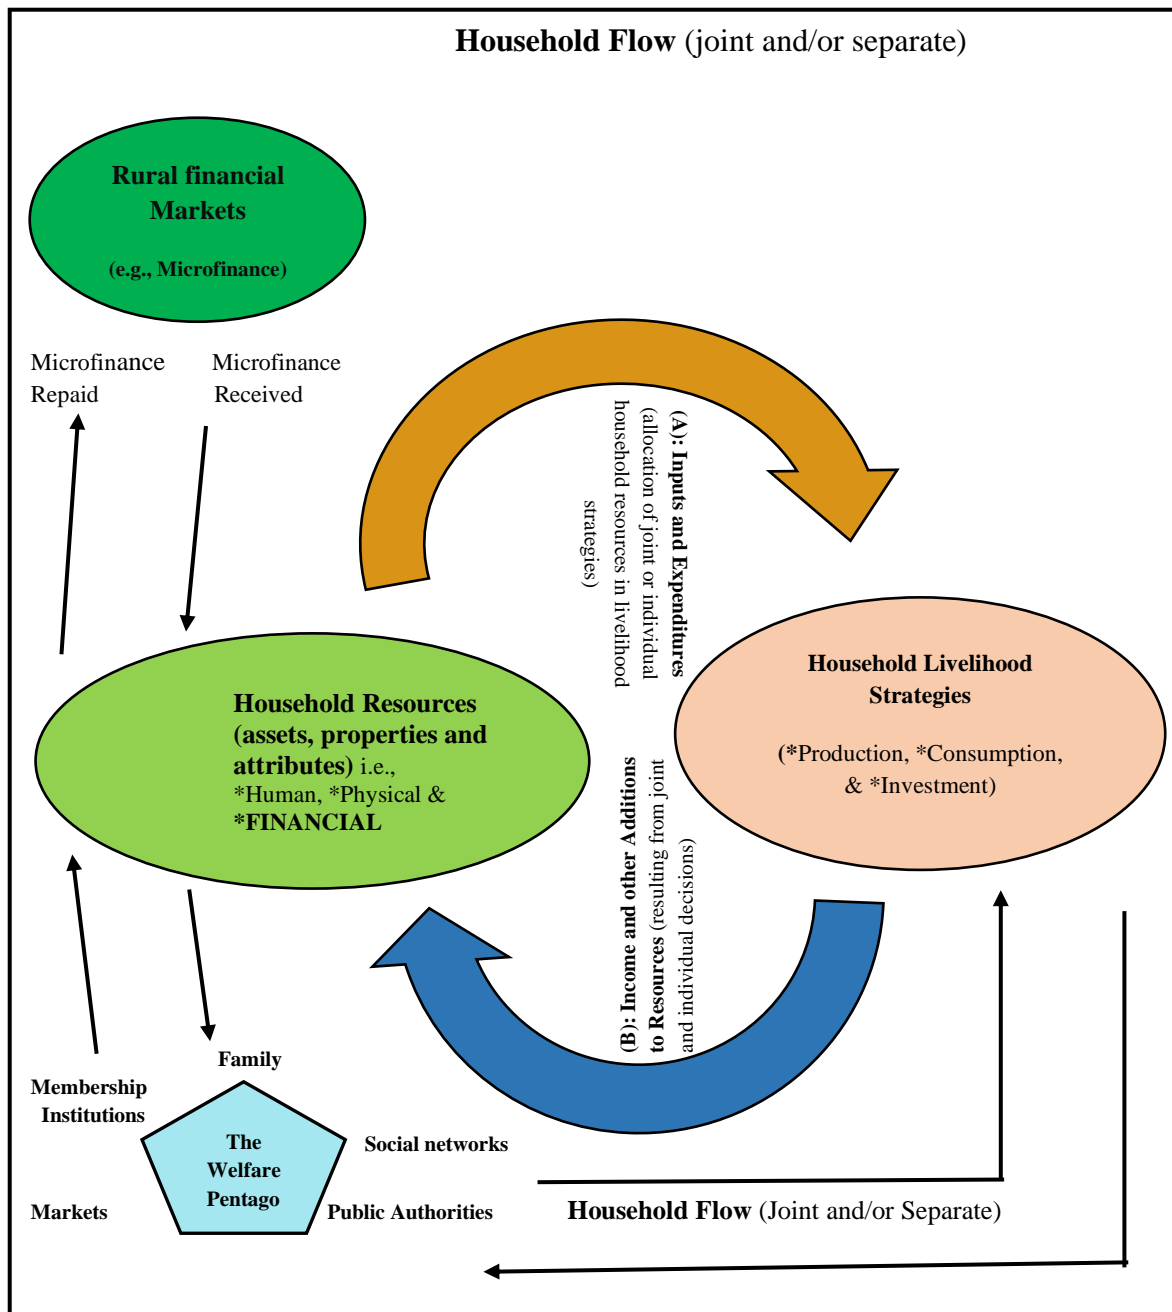 Household Flow (joint and/or separate)
Rural financial
Markets
(e.g., Microfinance)
Microfinance
Repaid
Microfinance
Received
(A): Inputs and Expenditures
(allocation of joint or individual
household resources in livelihood
strategies)
Household Resources
(assets, properties and
attributes) i.e.,
*Human, *Physical &
*FINANCIAL
Household Livelihood
Strategies
(*Production, *Consumption,
& *Investment)
(B): Income and other Additions
to Resources (resulting from joint
and individual decisions)
Family
Membership
Institutions
The
Welfare
Pentago
Social networks
Markets
Public Authorities
Household Flow (Joint and/or Separate)